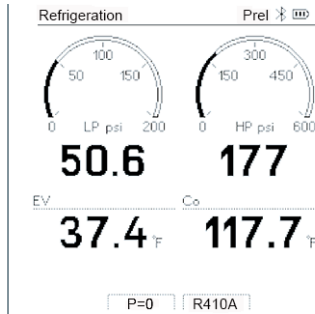 Refrigeration Prel
100 300
50 150 150 450
0 LP psi 200 0 HP psi 600
50.6 177
EV Co
37.4 °F 117.7 °F
P=0 R410A